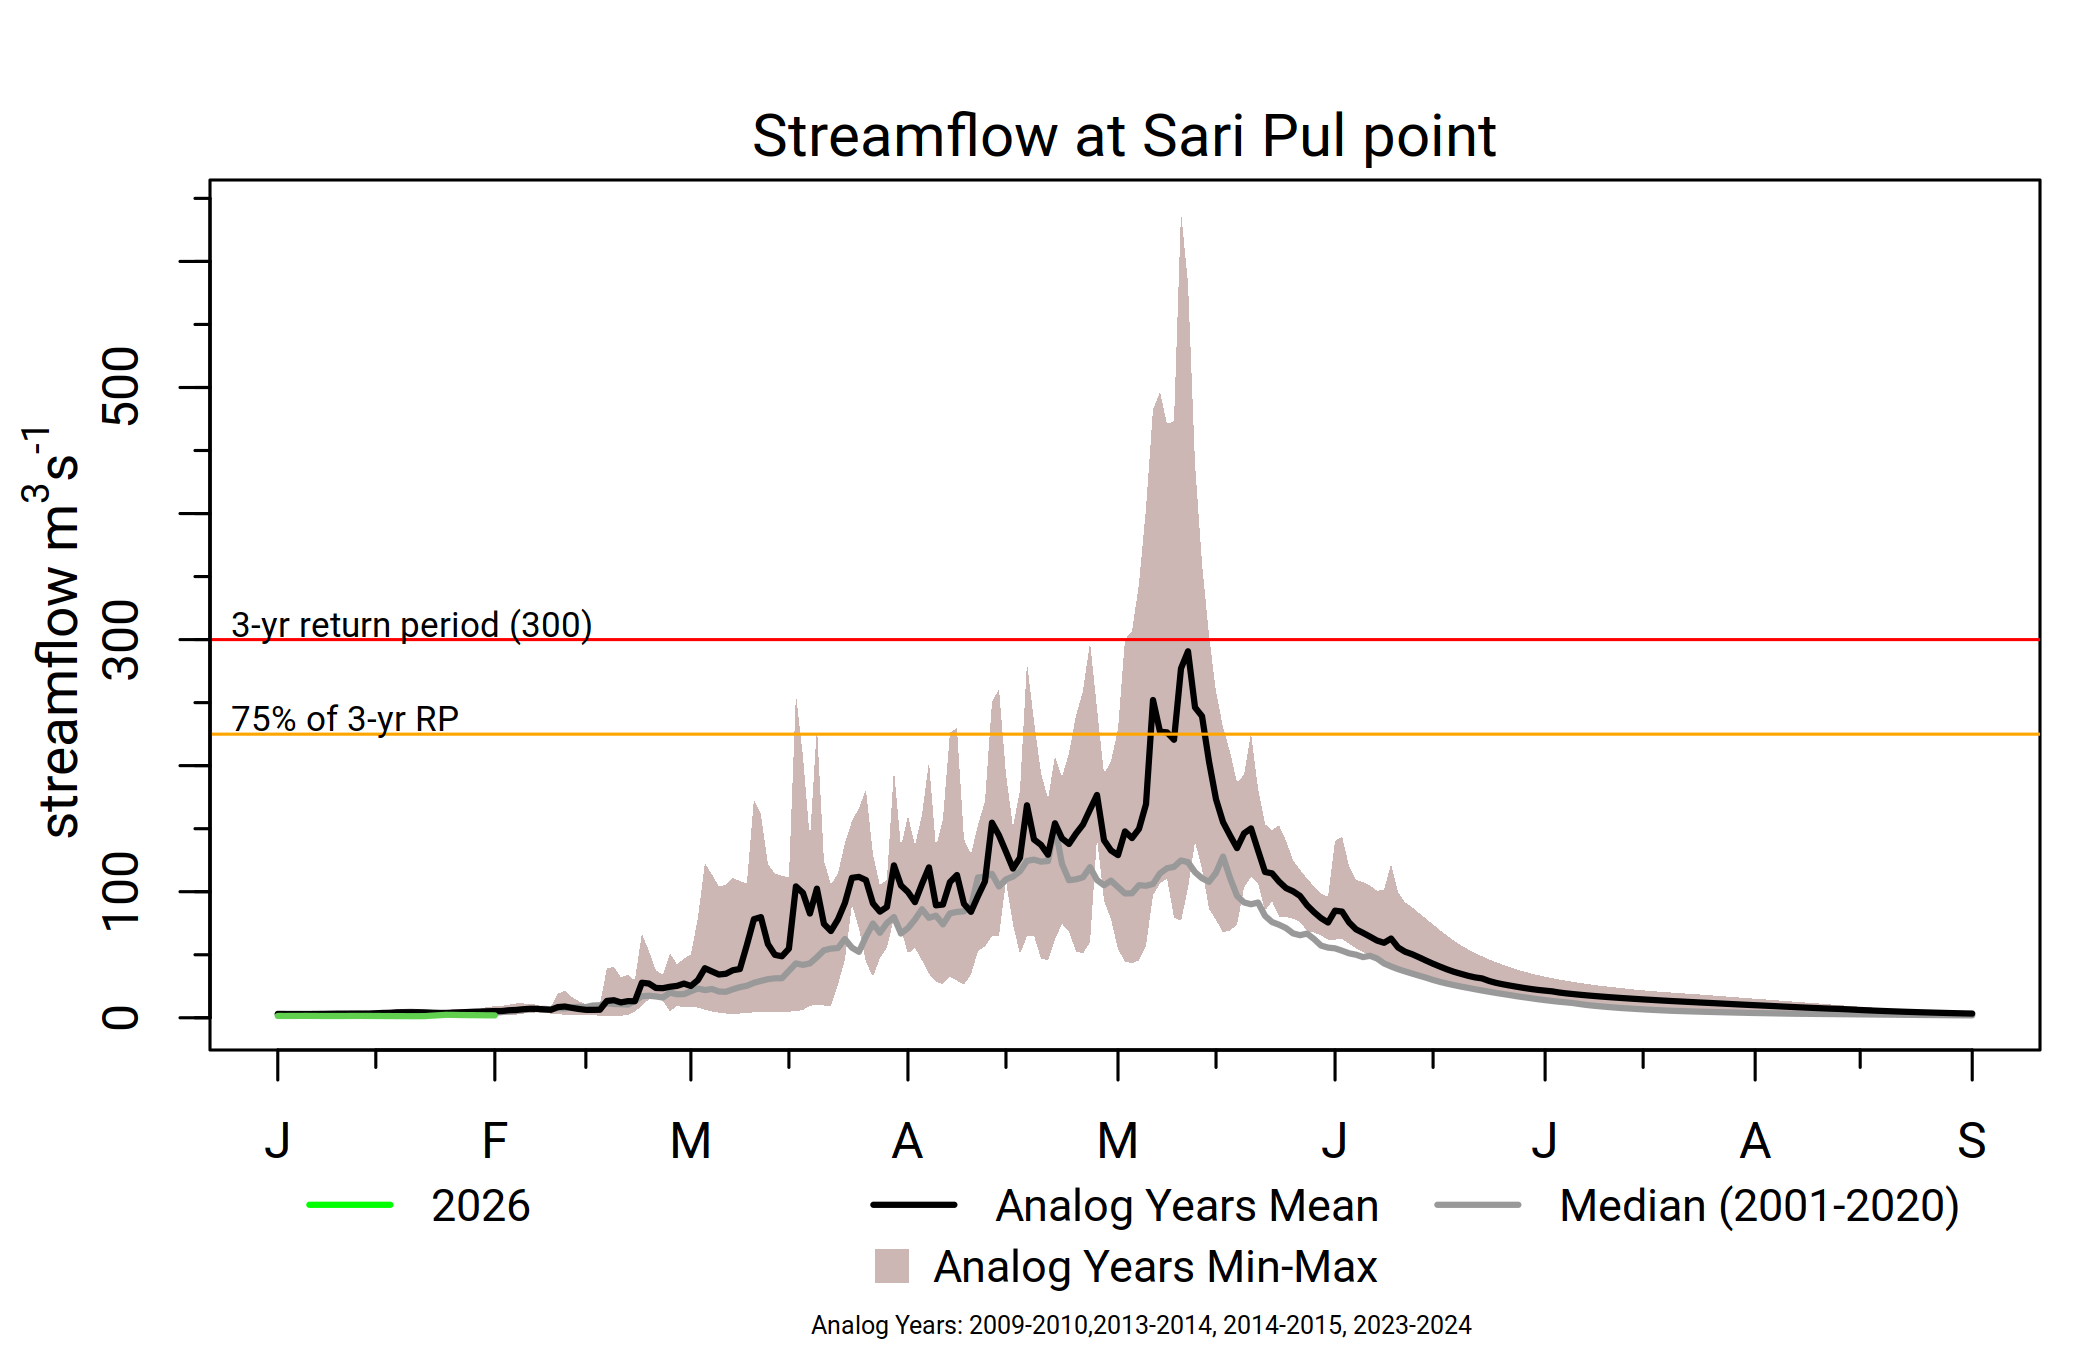 Streamflow at Sari Pul point
streamflow m³s⁻¹
500
300
100
0
3-yr return period (300)
75% of 3-yr RP
J F M A M J J A S
2026 Analog Years Mean Median (2001-2020)
Analog Years Min-Max
Analog Years: 2009-2010,2013-2014, 2014-2015, 2023-2024